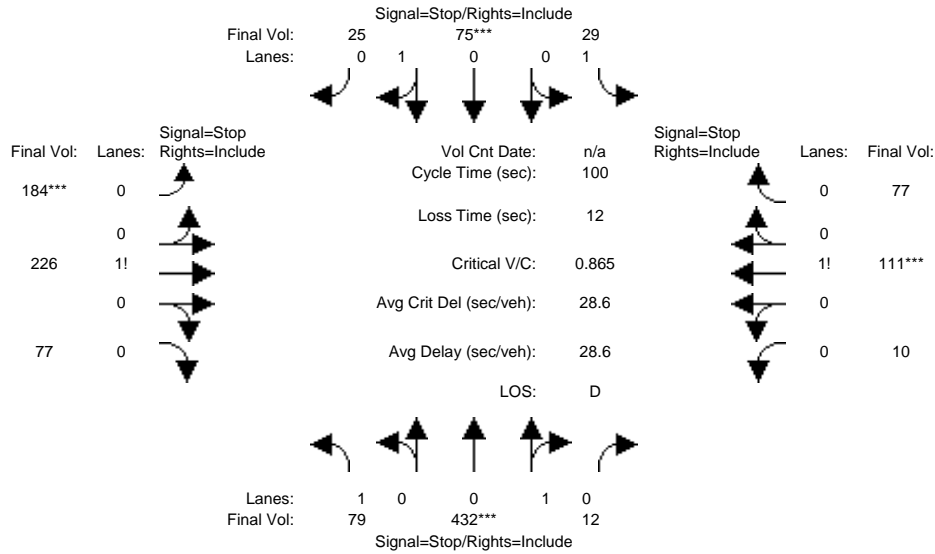 Signal=Stop/Rights=Include
Final Vol: 25 75*** 29
Lanes: 0 1 0 0 1
Signal=Stop Signal=Stop
Final Vol: Lanes: Rights=Include Vol Cnt Date: n/a Rights=Include Lanes: Final Vol:
Cycle Time (sec): 100
184*** 0 0 77
Loss Time (sec): 12
0 0
226 1! Critical V/C: 0.865 1! 111***
0 Avg Crit Del (sec/veh): 28.6 0
77 0 Avg Delay (sec/veh): 28.6 0 10
LOS: D
Lanes: 1 0 0 1 0
Final Vol: 79 432*** 12
Signal=Stop/Rights=Include